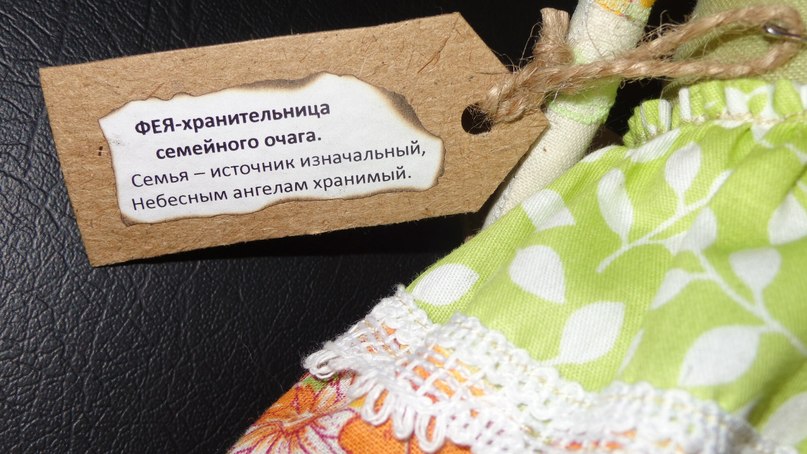 ФЕЯ-хранительница
семейного очага.
Семья – источник изначальный,
Небесным ангелам хранимый.